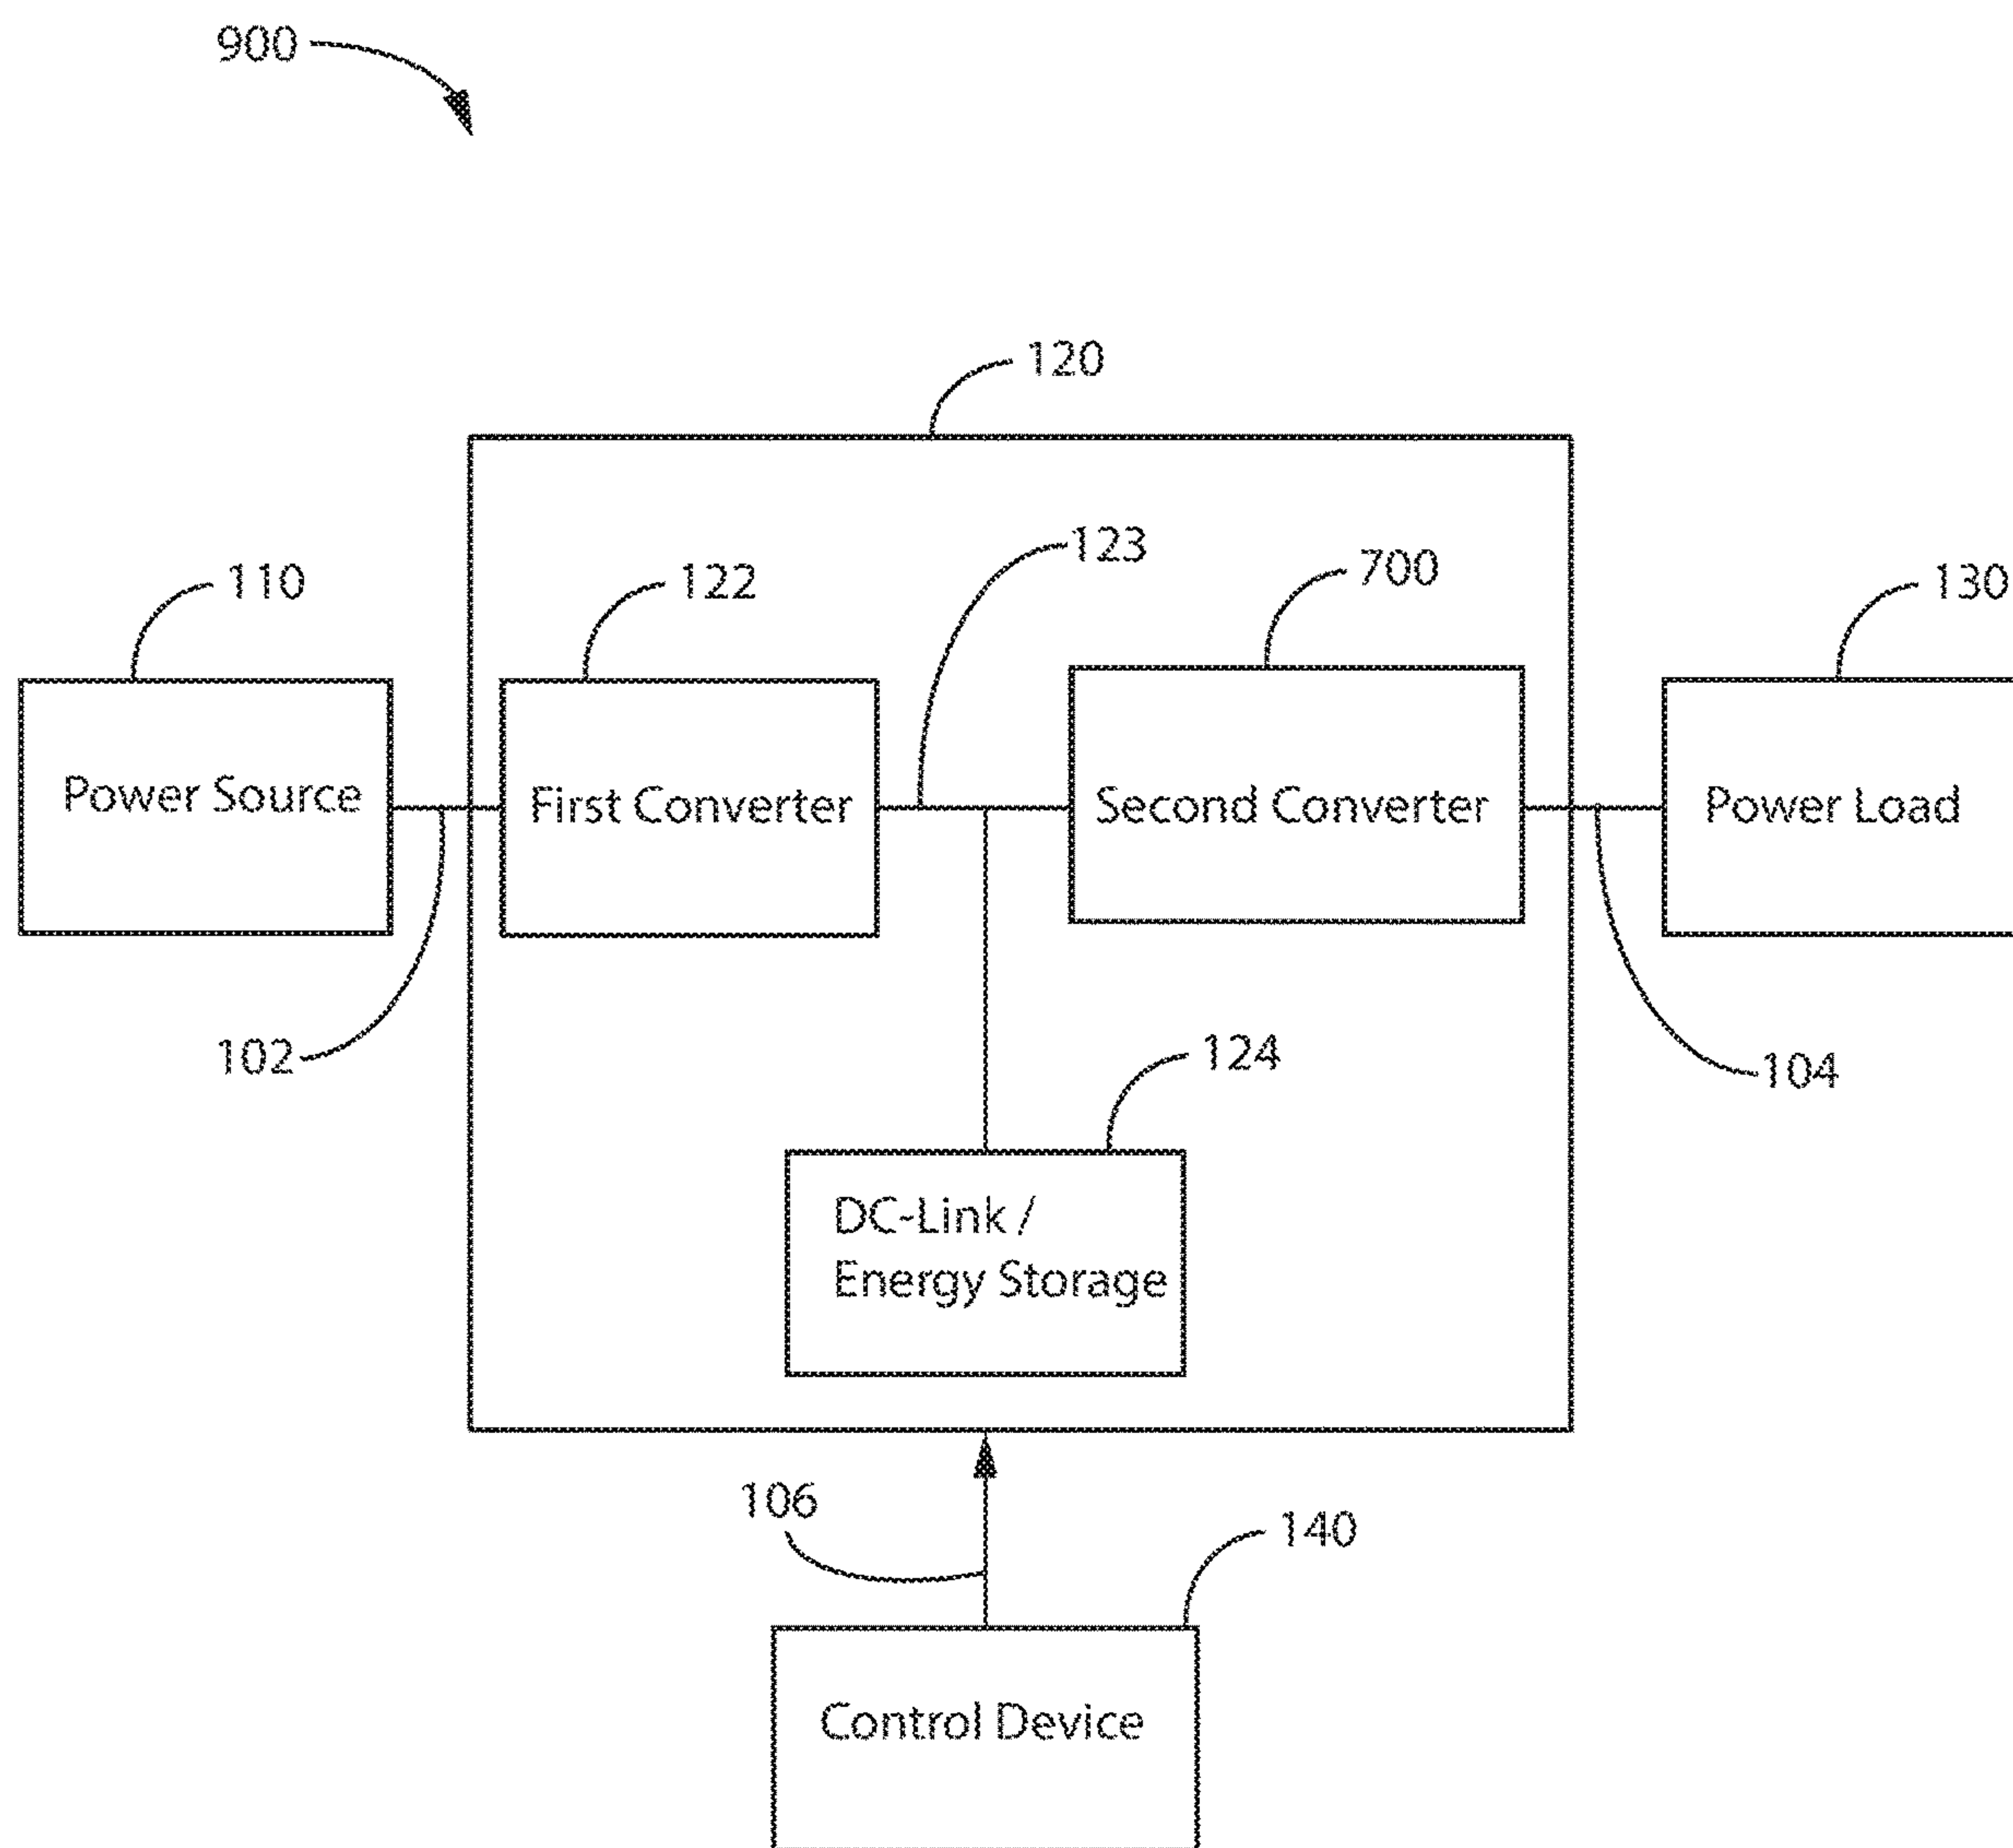 900
120
123
700
110
122
130
Power Source
First Converter
Second Converter
Power Load
102
124
104
DC-Link /
Energy Storage
106
140
Control Device